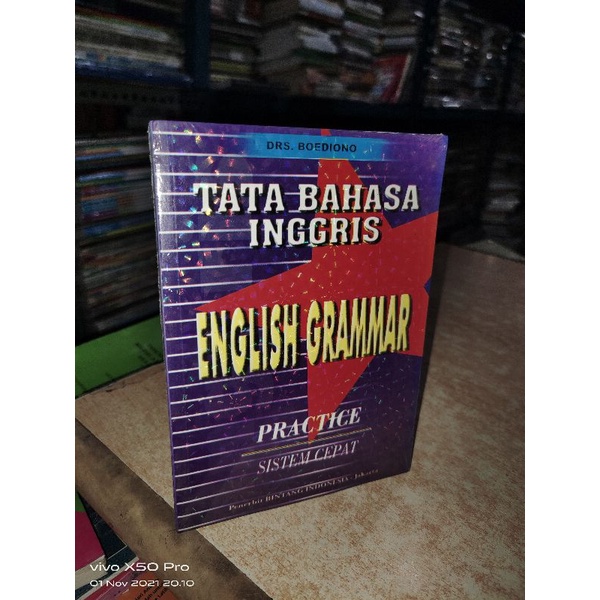 DRS. BOEDIONO
TATA BAHASA
INGGRIS
ENGLISH GRAMMAR
PRACTICE
SISTEM CEPAT
Penerbit BINTANG INDONESIA - Jakarta
vivo X50 Pro
01 Nov 2021 20.10